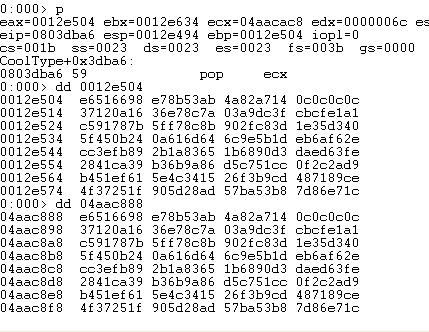 0:000> p
eax=0012e504 ebx=0012e634 ecx=04aacac8 edx=0000006c es
eip=0803dba6 esp=0012e494 ebp=0012e504 iopl=0
cs=001b ss=0023 ds=0023 es=0023 fs=003b gs=0000
CoolType+0x3dba6:
0803dba6 59 pop ecx
0:000> dd 0012e504
0012e504 e6516698 e78b53ab 4a82a714 0c0c0c0c
0012e514 37120a16 36e78c7a 03a9dc3f cbcfe1a1
0012e524 c591787b 5ff78c8b 902fc83d 1e35d340
0012e534 5f450b24 0a616d64 6c9e5b1d eb6af62e
0012e544 cc3efb89 2b1a8365 1b6890d3 daed63fe
0012e554 2841ca39 b36b9a86 d5c751cc 0f2c2ad9
0012e564 b451ef61 5e4c3415 26f3b9cd 487189ce
0012e574 4f37251f 905d28ad 57ba53b8 7d86e71c
0:000> dd 04aac888
04aac888 e6516698 e78b53ab 4a82a714 0c0c0c0c
04aac898 37120a16 36e78c7a 03a9dc3f cbcfe1a1
04aac8a8 c591787b 5ff78c8b 902fc83d 1e35d340
04aac8b8 5f450b24 0a616d64 6c9e5b1d eb6af62e
04aac8c8 cc3efb89 2b1a8365 1b6890d3 daed63fe
04aac8d8 2841ca39 b36b9a86 d5c751cc 0f2c2ad9
04aac8e8 b451ef61 5e4c3415 26f3b9cd 487189ce
04aac8f8 4f37251f 905d28ad 57ba53b8 7d86e71c